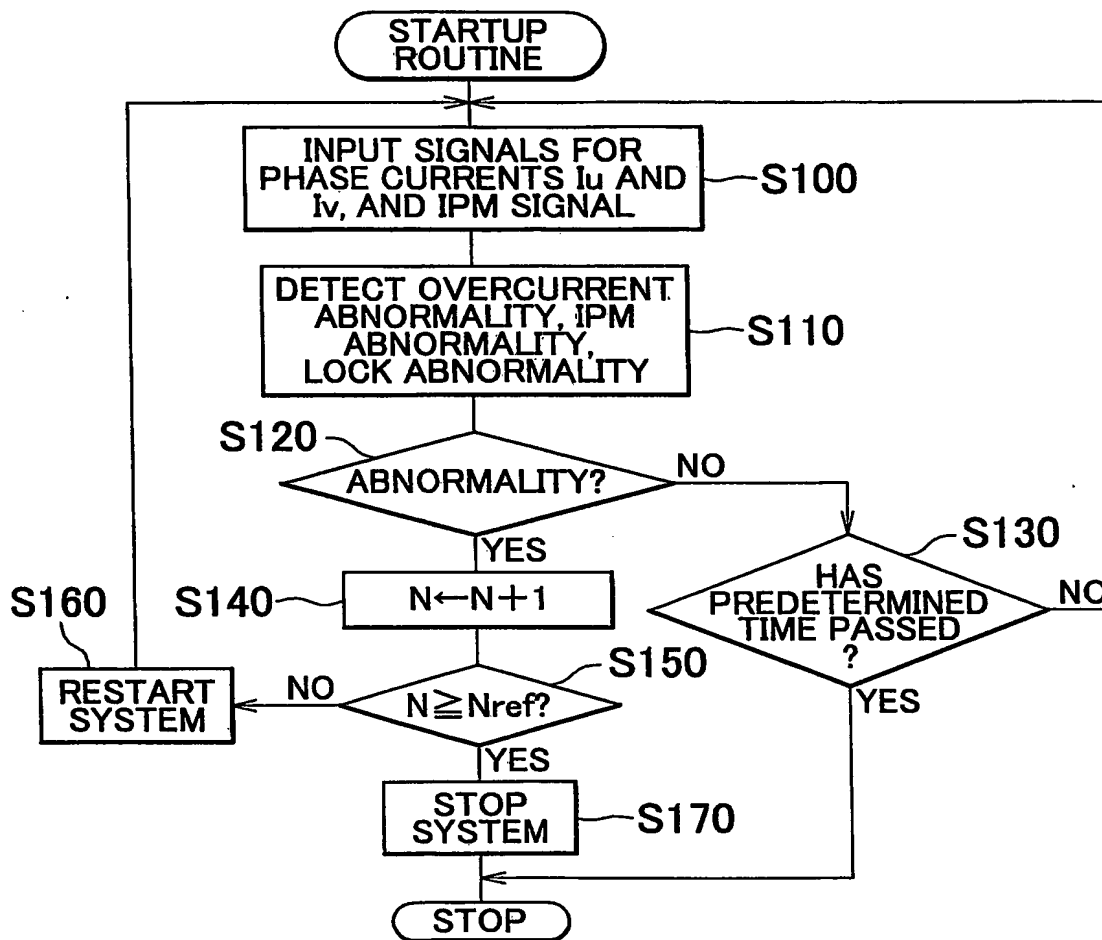 STARTUP
ROUTINE
INPUT SIGNALS FOR
PHASE CURRENTS Iu AND
Iv, AND IPM SIGNAL
S100
DETECT OVERCURRENT
ABNORMALITY, IPM
ABNORMALITY,
LOCK ABNORMALITY
S110
S120
ABNORMALITY?
NO
YES
S130
HAS
PREDETERMINED
TIME PASSED
?
NO
YES
S140
N←N+1
S150
N≧Nref?
NO
YES
S160
RESTART
SYSTEM
STOP
SYSTEM
S170
STOP